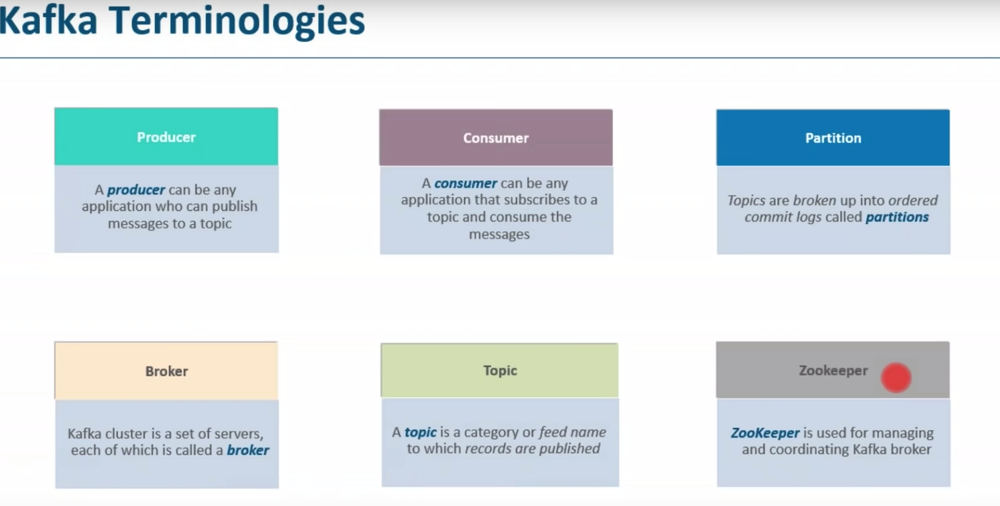 Kafka Terminologies
Producer
A producer can be any
application who can publish
messages to a topic
Consumer
A consumer can be any
application that subscribes to a
topic and consume the
messages
Partition
Topics are broken up into ordered
commit logs called partitions
Broker
Kafka cluster is a set of servers,
each of which is called a broker
Topic
A topic is a category or feed name
to which records are published
Zookeeper
ZooKeeper is used for managing
and coordinating Kafka broker